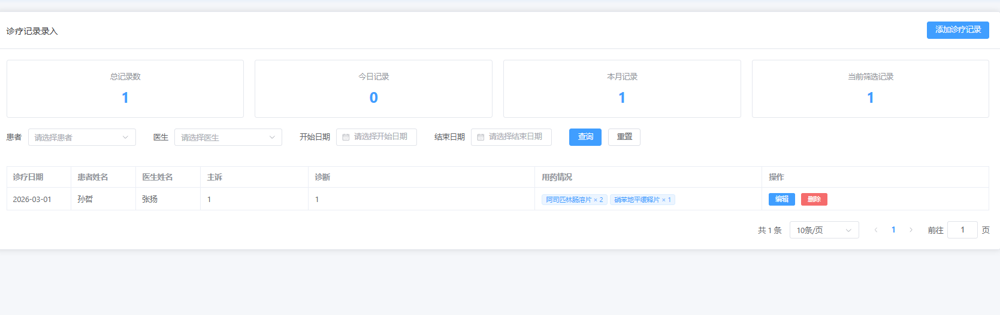 诊疗记录录入
添加诊疗记录
总记录数 今日记录 本月记录 当前筛选记录
1 0 1 1
患者 请选择患者 医生 请选择医生 开始日期 请选择开始日期 结束日期 请选择结束日期 查询 重置
诊疗日期 患者姓名 医生姓名 主诉 诊断 用药情况 操作
2026-03-01 孙哲 张扬 1 1 阿司匹林肠溶片 × 2 硝苯地平缓释片 × 1 编辑 删除
共 1 条 10条/页 1 前往 1 页